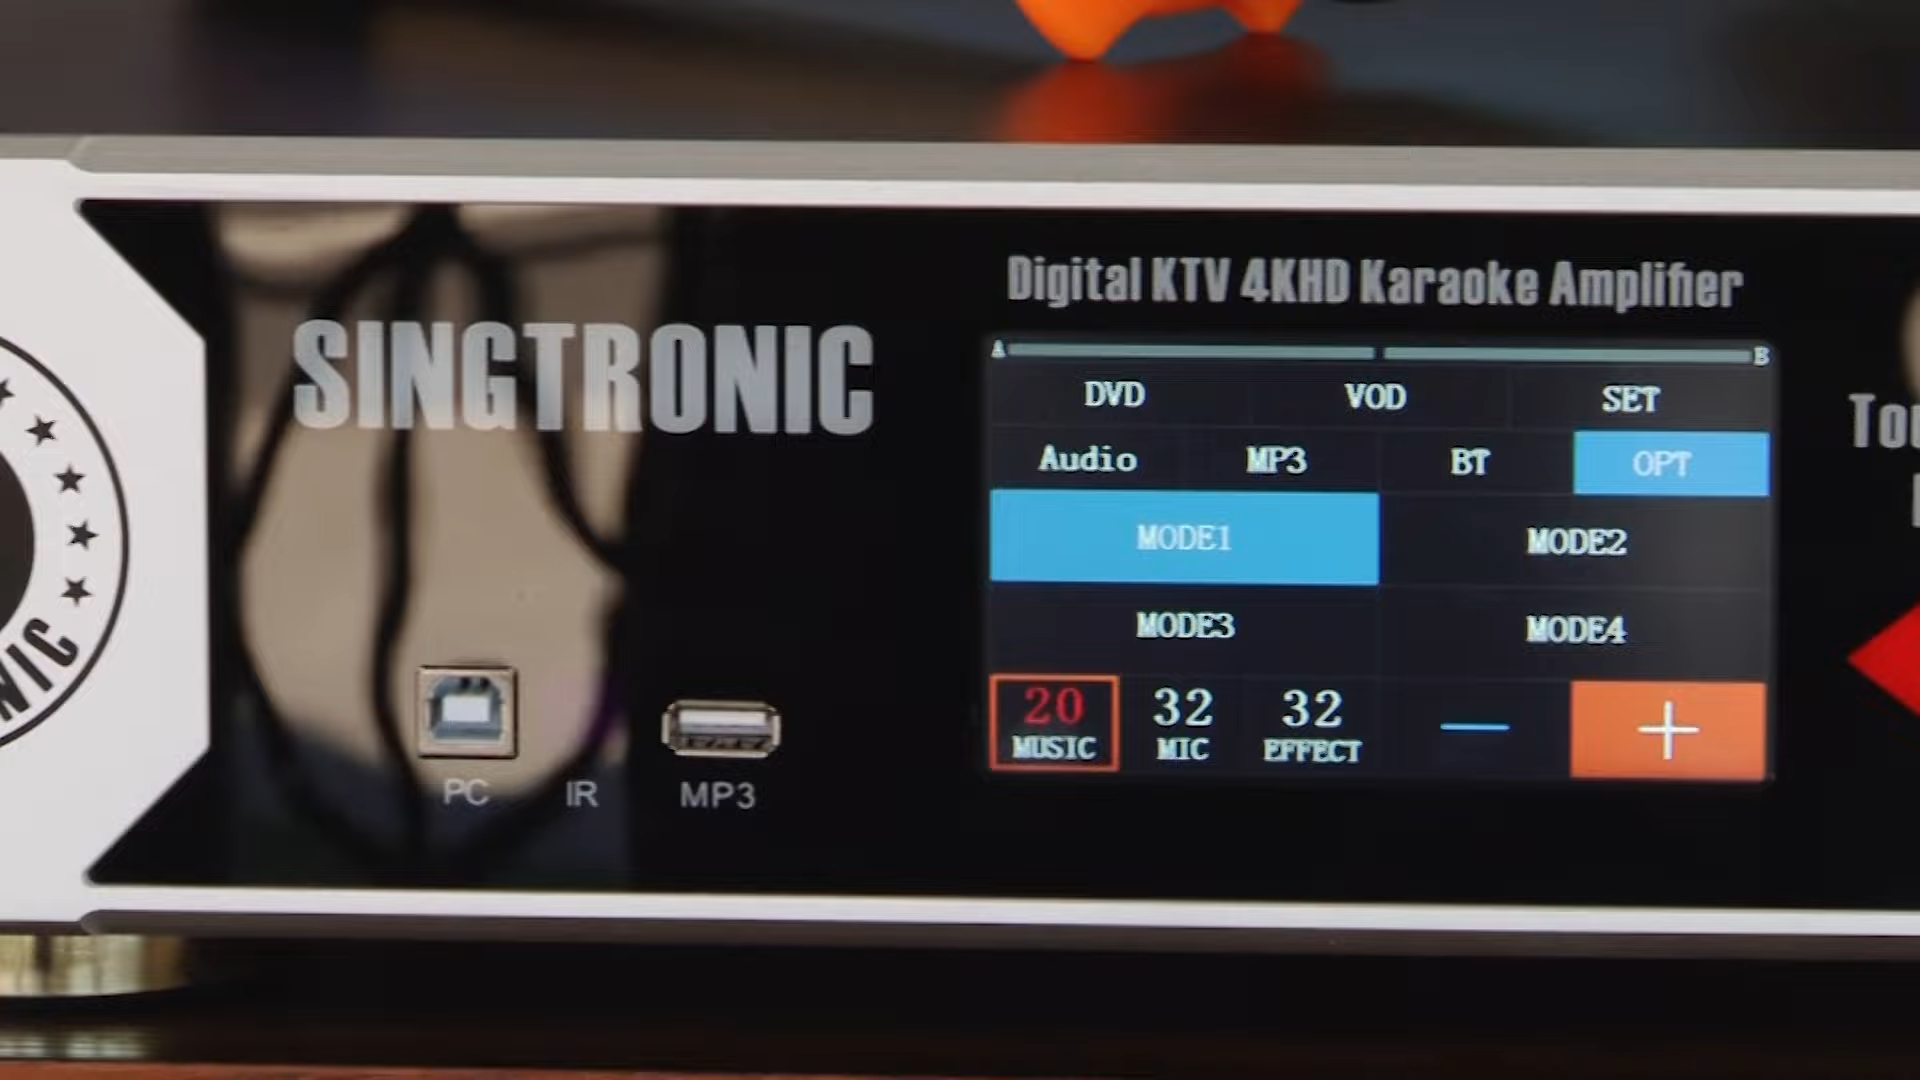 Digital KTV 4KHD Karaoke Amplifier
SINGTRONIC
A B
DVD VOD SET
Audio MP3 BT OPT
MODE1 MODE2
MODE3 MODE4
20 32 32 — +
MUSIC MIC EFFECT
PC IR MP3